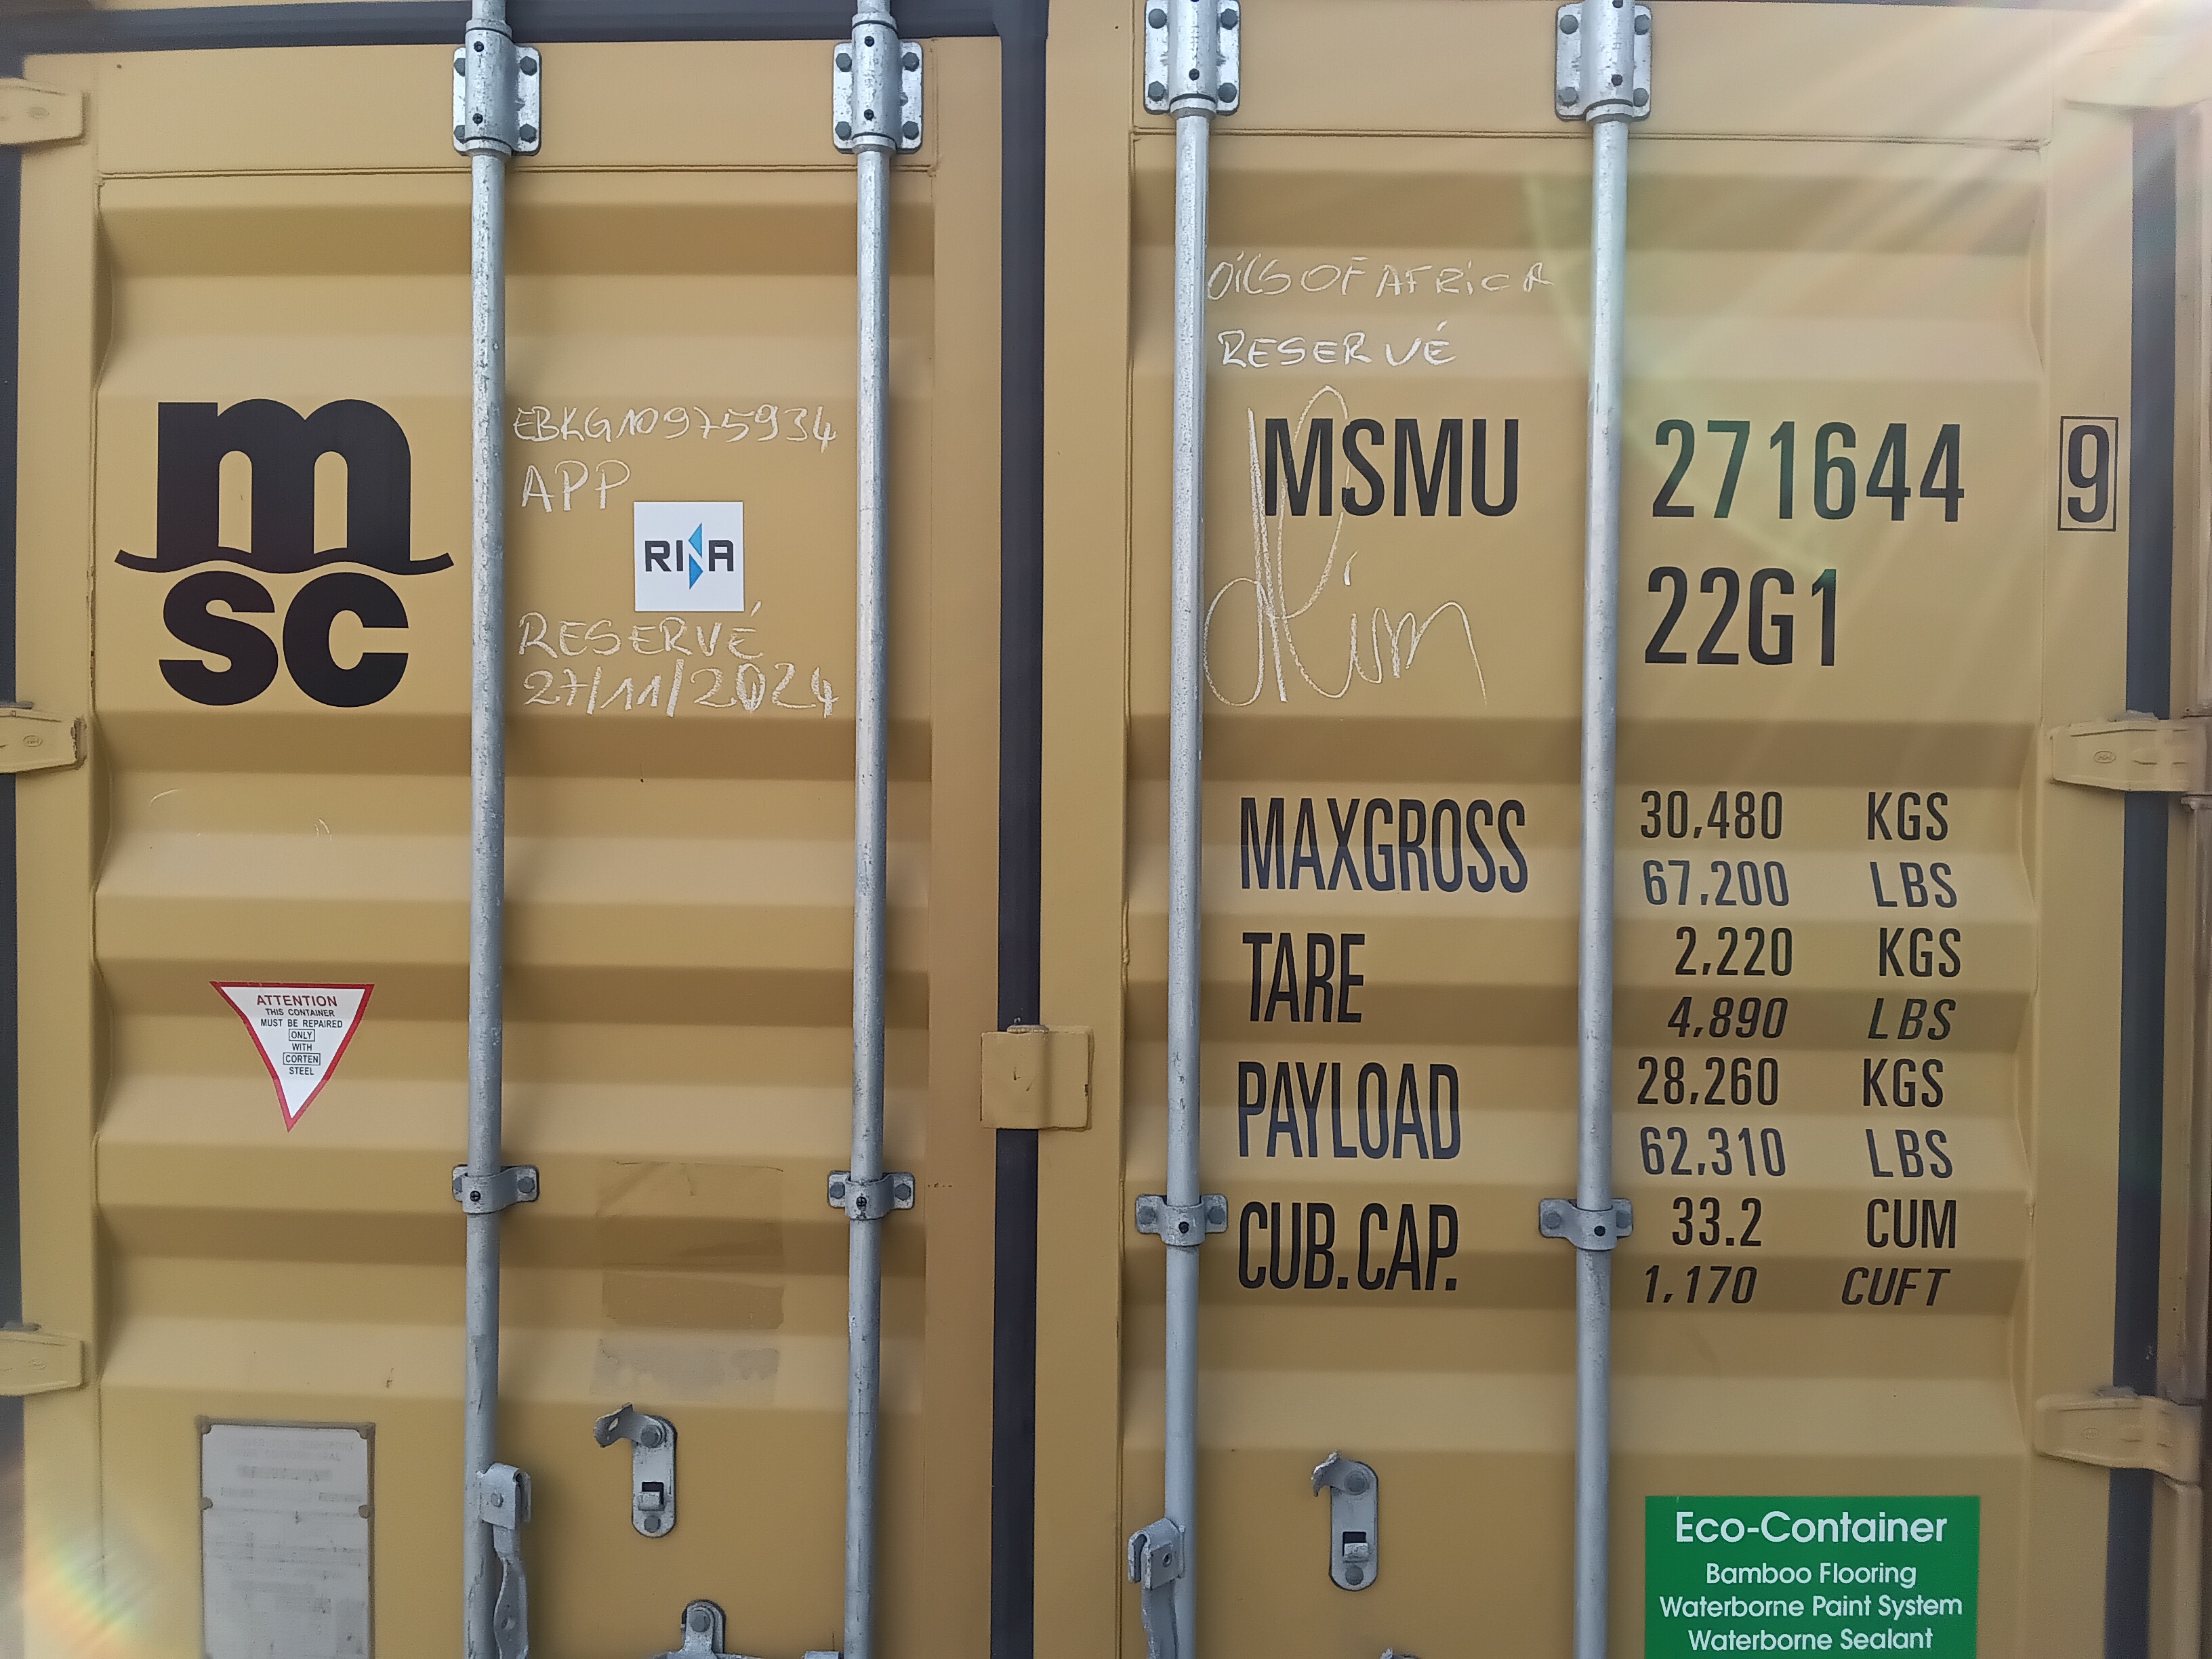 msc
EBKG10975934
APP
RINA
RESERVÉ
27/11/2024
ATTENTION
THIS CONTAINER
MUST BE REPAIRED
ONLY
WITH
CORTEN
STEEL
OILS OF AFRICA
RESERVÉ
MSMU 271644 9
22G1
MAXGROSS 30,480 KGS
67,200 LBS
TARE 2,220 KGS
4,890 LBS
PAYLOAD 28,260 KGS
62,310 LBS
CUB.CAP. 33.2 CUM
1,170 CUFT
Eco-Container
Bamboo Flooring
Waterborne Paint System
Waterborne Sealant